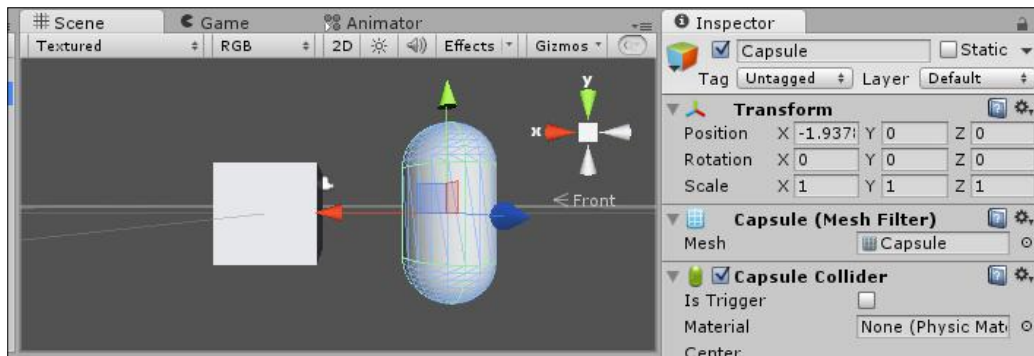 # Scene
Game
Animator
Textured
RGB
2D
Effects
Gizmos
y
x
Front
Inspector
Capsule
Static
Tag Untagged
Layer Default
Transform
Position X -1.937 Y 0 Z 0
Rotation X 0 Y 0 Z 0
Scale X 1 Y 1 Z 1
Capsule (Mesh Filter)
Mesh Capsule
Capsule Collider
Is Trigger
Material None (Physic Mat
Center